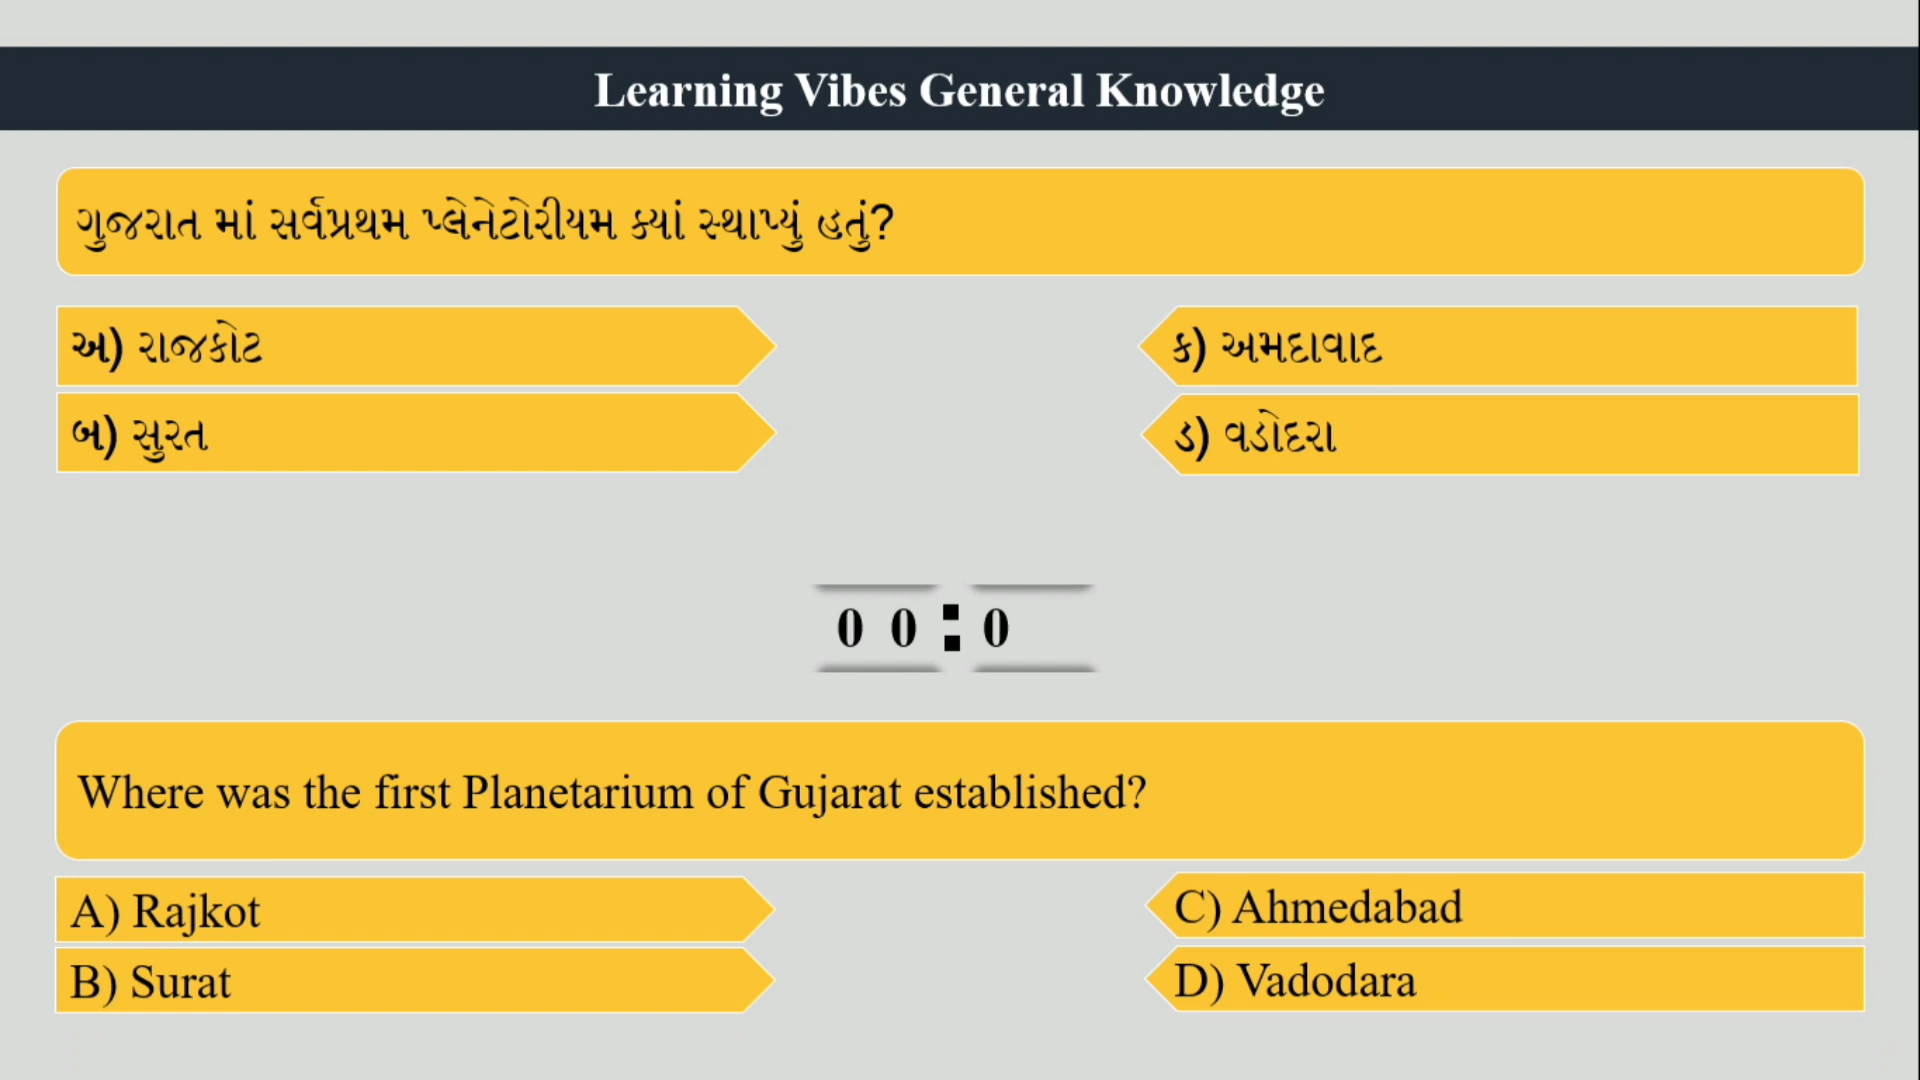 Learning Vibes General Knowledge
ગુજરાત માં સર્વપ્રથમ પ્લેનેટોરીયમ ક્યાં સ્થાપ્યું હતું?
અ) રાજકોટ
ક) અમદાવાદ
બ) સુરત
ડ) વડોદરા
0 0 : 0
Where was the first Planetarium of Gujarat established?
A) Rajkot
C) Ahmedabad
B) Surat
D) Vadodara